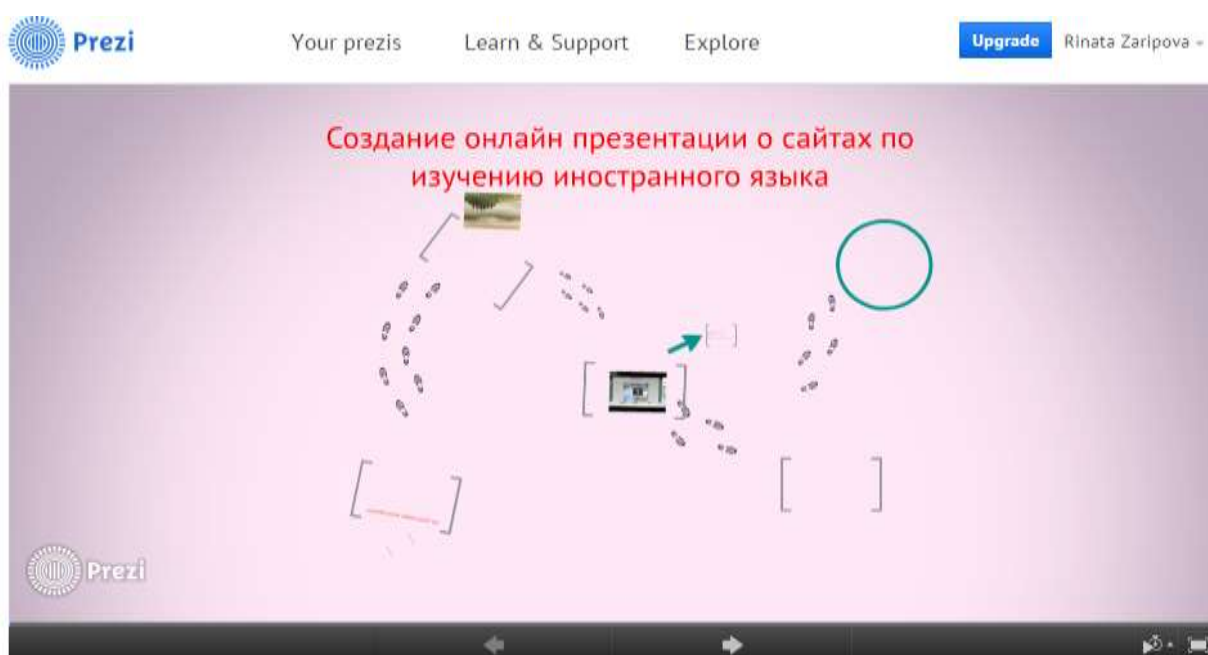 Prezi
Your prezis
Learn & Support
Explore
Upgrade
Rinata Zaripova
Создание онлайн презентации о сайтах по
изучению иностранного языка
Prezi